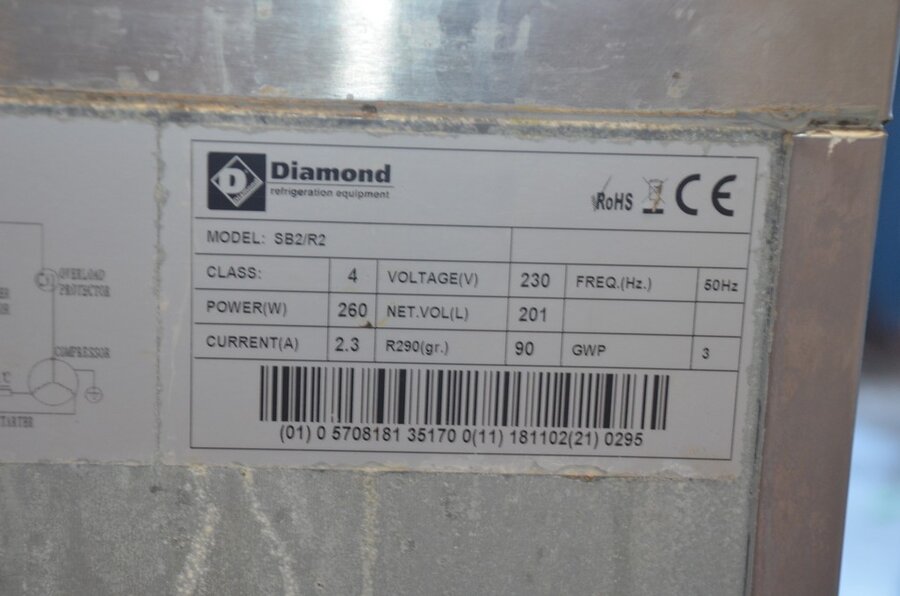 Diamond
refrigeration equipment
RoHS CE
MODEL: SB2/R2
CLASS: 4 VOLTAGE(V) 230 FREQ.(Hz.) 50Hz
POWER(W) 260 NET.VOL(L) 201
CURRENT(A) 2.3 R290(gr.) 90 GWP 3
(01) 0 5708181 35170 0(11) 181102(21) 0295
OVERLOAD
PROTECTOR
COMPRESSOR